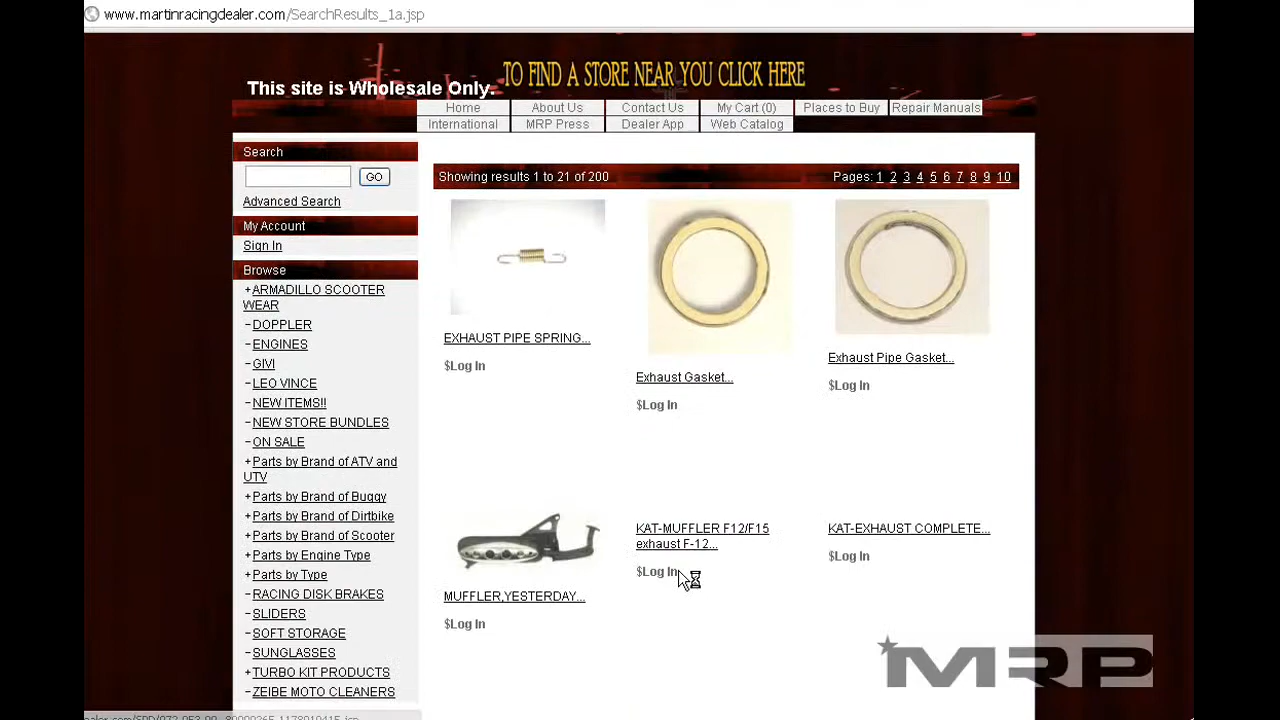 www.martinracingdealer.com/SearchResults_1a.jsp
TO FIND A STORE NEAR YOU CLICK HERE
This site is Wholesale Only.
Home About Us Contact Us My Cart (0) Places to Buy Repair Manuals
International MRP Press Dealer App Web Catalog
Search
GO
Advanced Search
My Account
Sign In
Browse
+ARMADILLO SCOOTER
WEAR
-DOPPLER
-ENGINES
-GIVI
-LEO VINCE
-NEW ITEMS!!
-NEW STORE BUNDLES
-ON SALE
+Parts by Brand of ATV and
UTV
+Parts by Brand of Buggy
+Parts by Brand of Dirtbike
+Parts by Brand of Scooter
+Parts by Engine Type
+Parts by Type
-RACING DISK BRAKES
-SLIDERS
-SOFT STORAGE
-SUNGLASSES
+TURBO KIT PRODUCTS
-ZEIBE MOTO CLEANERS
Showing results 1 to 21 of 200
Pages: 1 2 3 4 5 6 7 8 9 10
EXHAUST PIPE SPRING...
$Log In
Exhaust Gasket...
$Log In
Exhaust Pipe Gasket...
$Log In
MUFFLER,YESTERDAY...
$Log In
KAT-MUFFLER F12/F15
exhaust F-12...
$Log In
KAT-EXHAUST COMPLETE...
$Log In
MRP